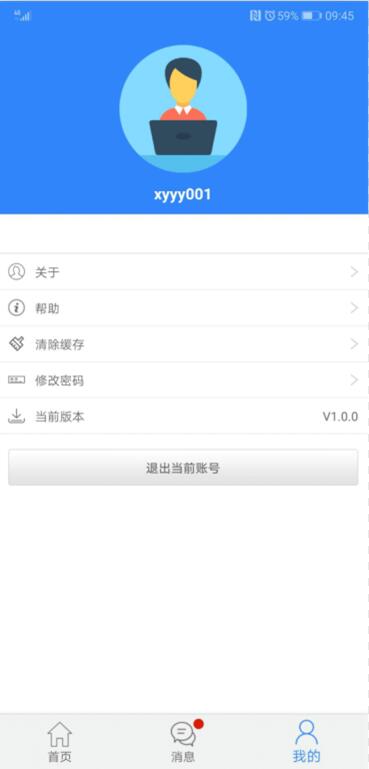 4G 59% 09:45
xyyy001
关于
帮助
清除缓存
修改密码
当前版本 V1.0.0
退出当前账号
首页 消息 我的